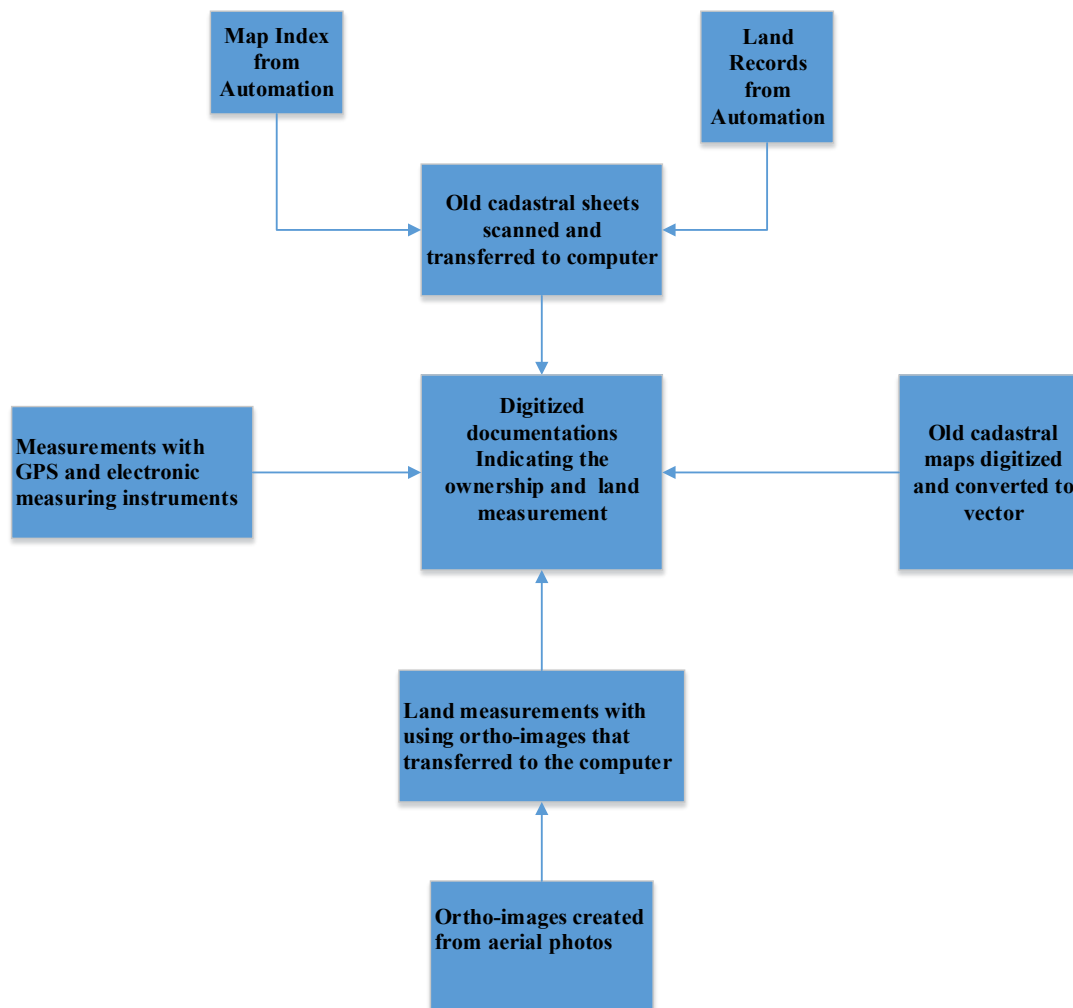 Map Index
from
Automation
Land
Records
from
Automation
Old cadastral sheets
scanned and
transferred to computer
Digitized
documentations
Indicating the
ownership and land
measurement
Measurements with
GPS and electronic
measuring instruments
Old cadastral
maps digitized
and converted to
vector
Land measurements with
using ortho-images that
transferred to the computer
Ortho-images created
from aerial photos